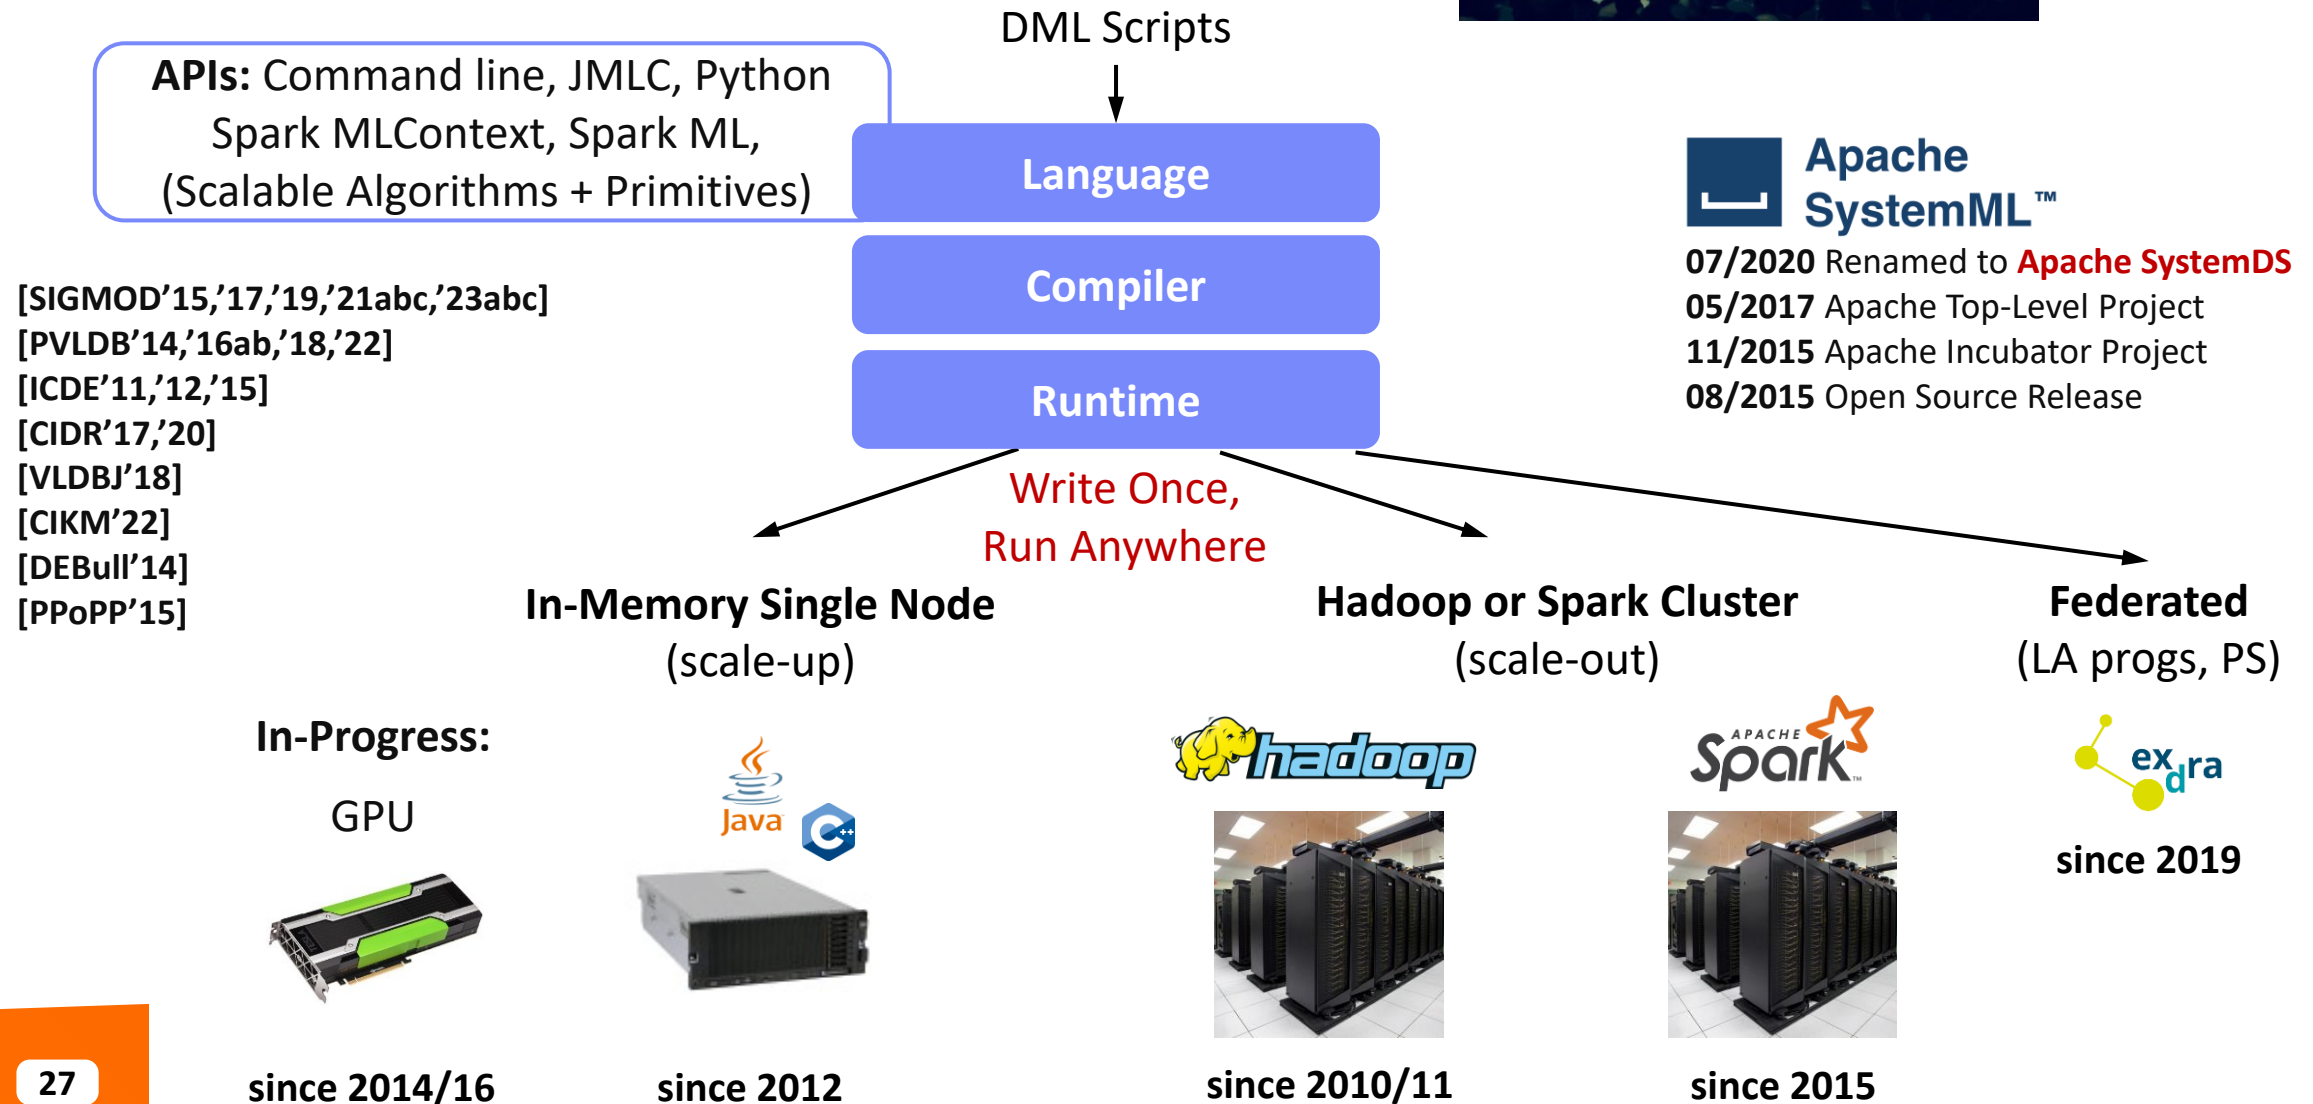 DML Scripts
APIs: Command line, JMLC, Python
Spark MLContext, Spark ML,
(Scalable Algorithms + Primitives)
Language
Compiler
Runtime
Apache
SystemML™
07/2020 Renamed to Apache SystemDS
05/2017 Apache Top-Level Project
11/2015 Apache Incubator Project
08/2015 Open Source Release
[SIGMOD’15,’17,’19,’21abc,’23abc]
[PVLDB’14,’16ab,’18,’22]
[ICDE’11,’12,’15]
[CIDR’17,’20]
[VLDBJ’18]
[CIKM’22]
[DEBull’14]
[PPoPP’15]
Write Once,
Run Anywhere
In-Memory Single Node
(scale-up)
Hadoop or Spark Cluster
(scale-out)
Federated
(LA progs, PS)
In-Progress:
GPU
TESLA
Java
C++
hadoop
APACHE
Spark™
exdra
since 2019
27
since 2014/16
since 2012
since 2010/11
since 2015